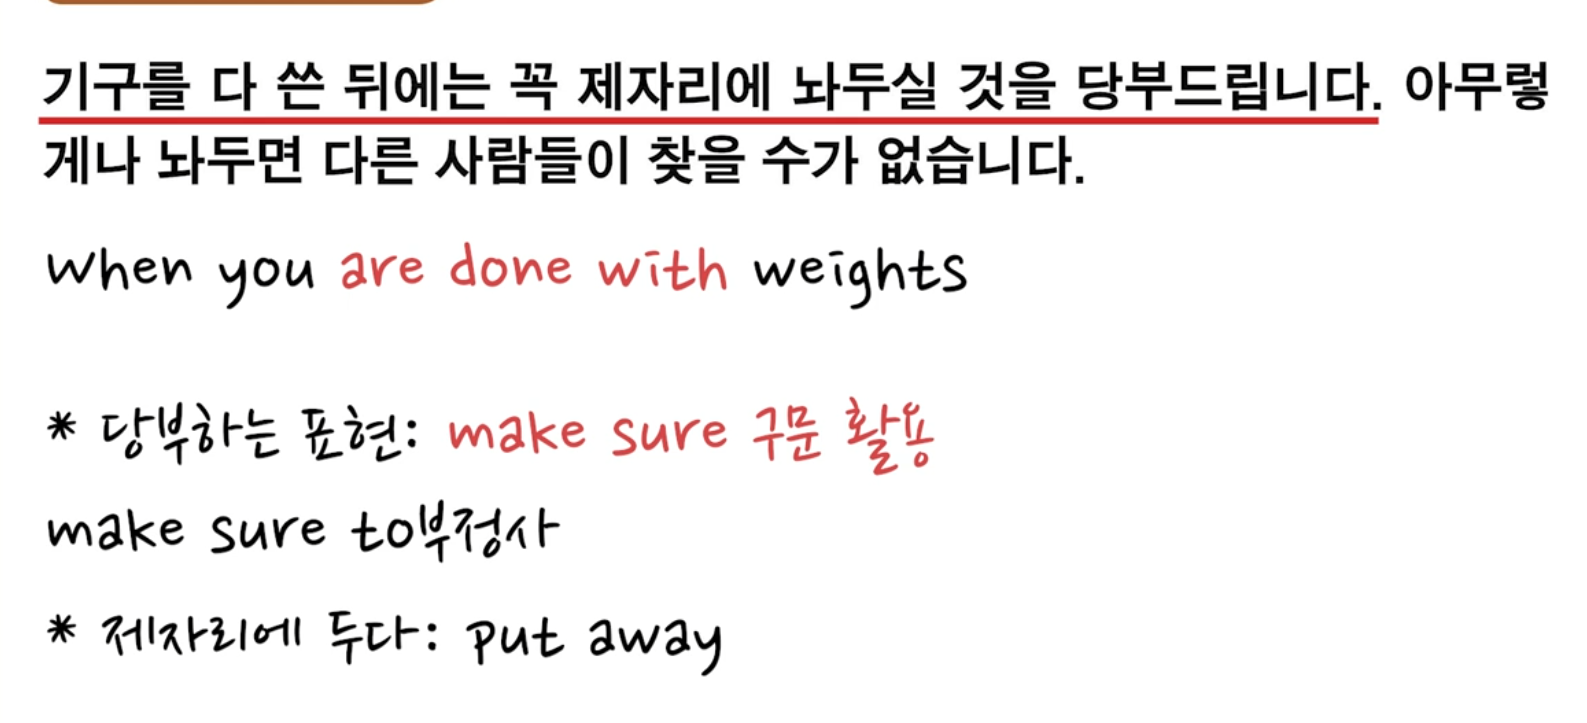 기구를 다 쓴 뒤에는 꼭 제자리에 놔두실 것을 당부드립니다. 아무렇
게나 놔두면 다른 사람들이 찾을 수가 없습니다.
when you are done with weights
* 당부하는 표현: make sure 구문 활용
make sure to부정사
* 제자리에 두다: put away